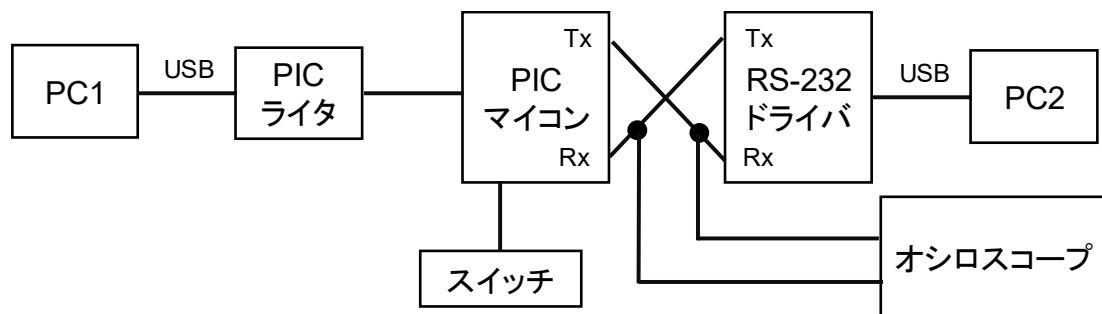 PC1
USB
PIC
ライタ
PIC
マイコン
Tx
Rx
Tx
Rx
RS-232
ドライバ
USB
PC2
スイッチ
オシロスコープ